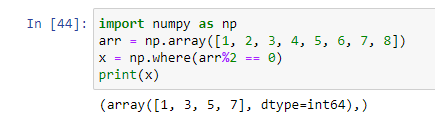 In [44]: import numpy as np
arr = np.array([1, 2, 3, 4, 5, 6, 7, 8])
x = np.where(arr%2 == 0)
print(x)
(array([1, 3, 5, 7], dtype=int64),)